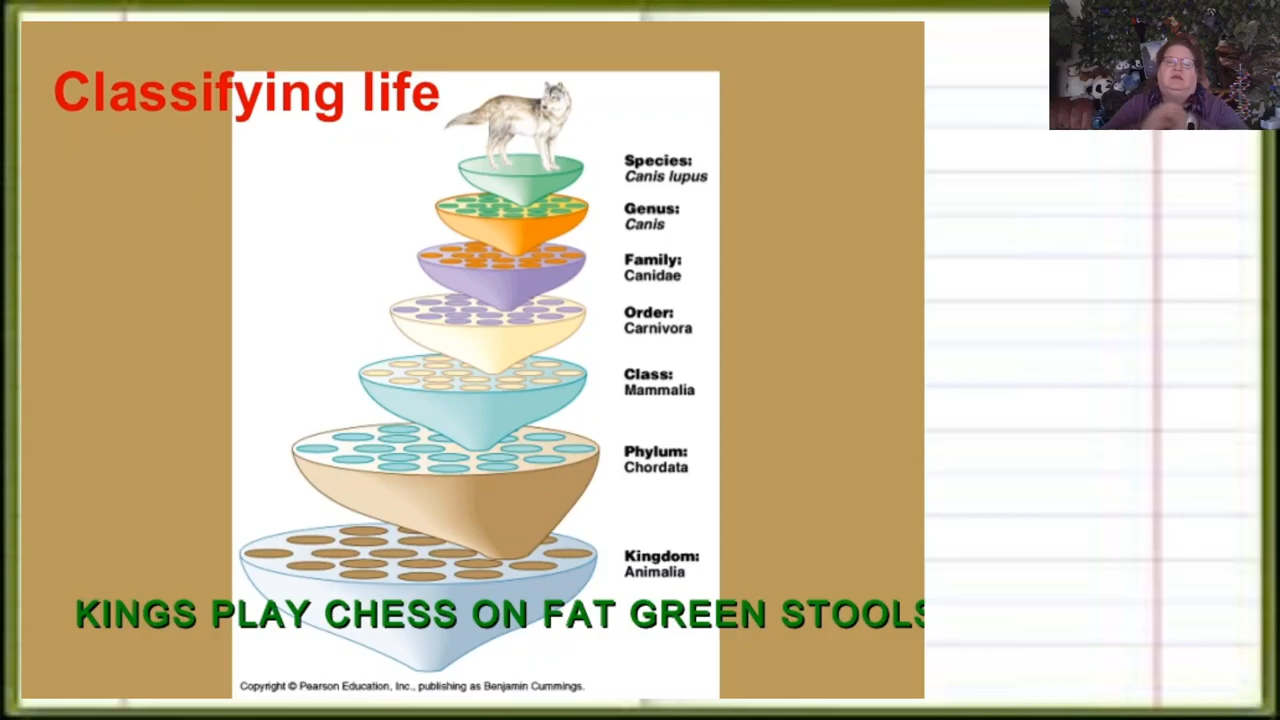 Classifying life
Species:
Canis lupus
Genus:
Canis
Family:
Canidae
Order:
Carnivora
Class:
Mammalia
Phylum:
Chordata
Kingdom:
Animalia
KINGS PLAY CHESS ON FAT GREEN STOOLS
Copyright © Pearson Education, Inc., publishing as Benjamin Cummings.